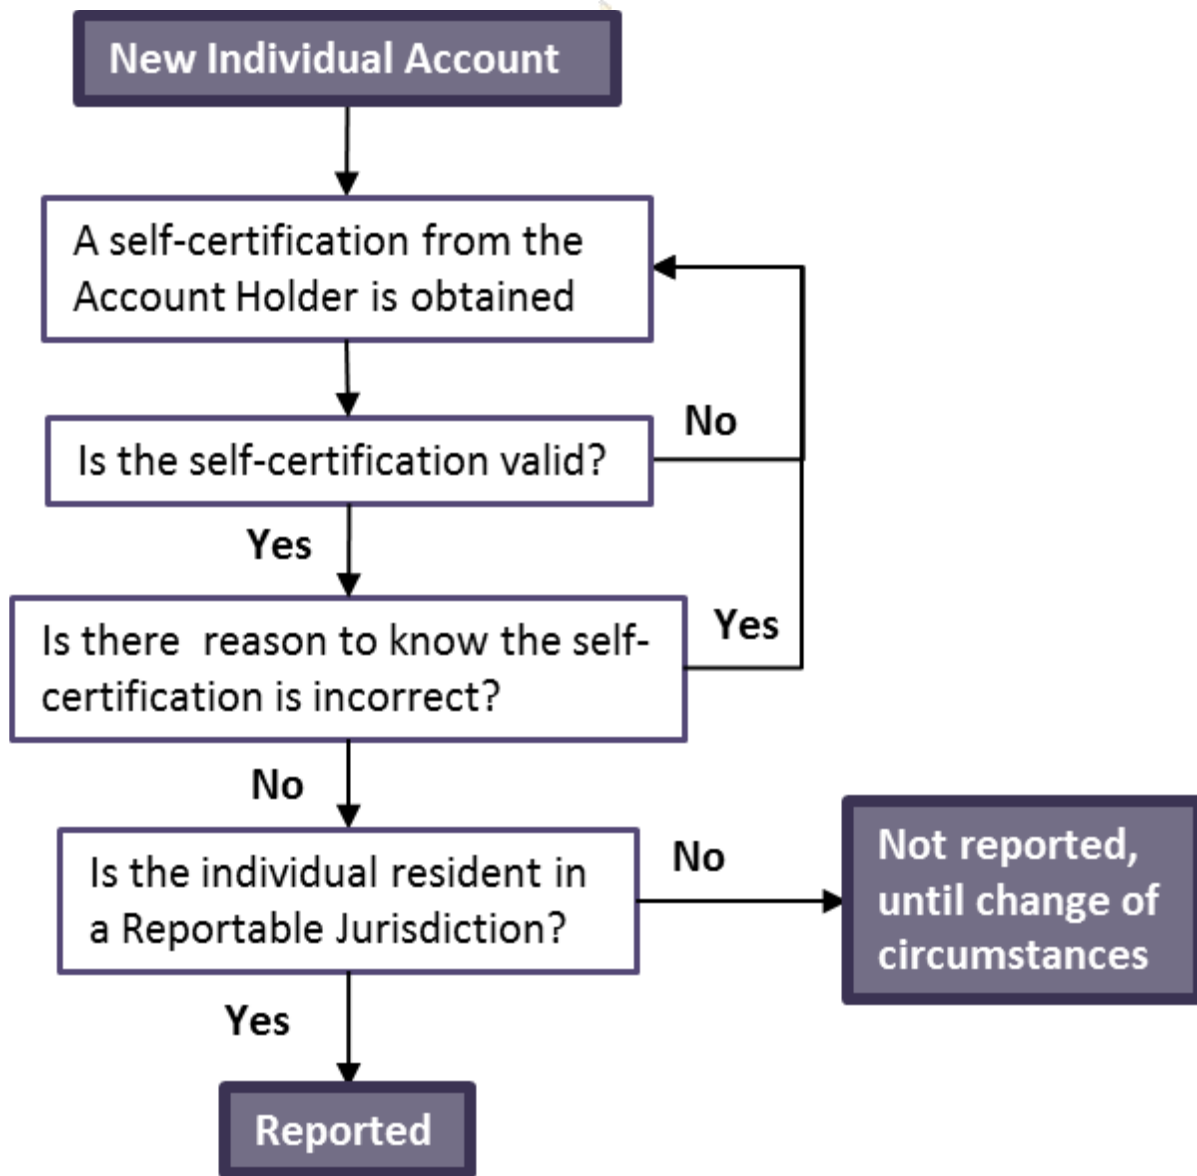 New Individual Account
A self-certification from the
Account Holder is obtained
No
Is the self-certification valid?
Yes
Is there reason to know the self-
certification is incorrect?
Yes
No
Is the individual resident in
a Reportable Jurisdiction?
No
Not reported,
until change of
circumstances
Yes
Reported